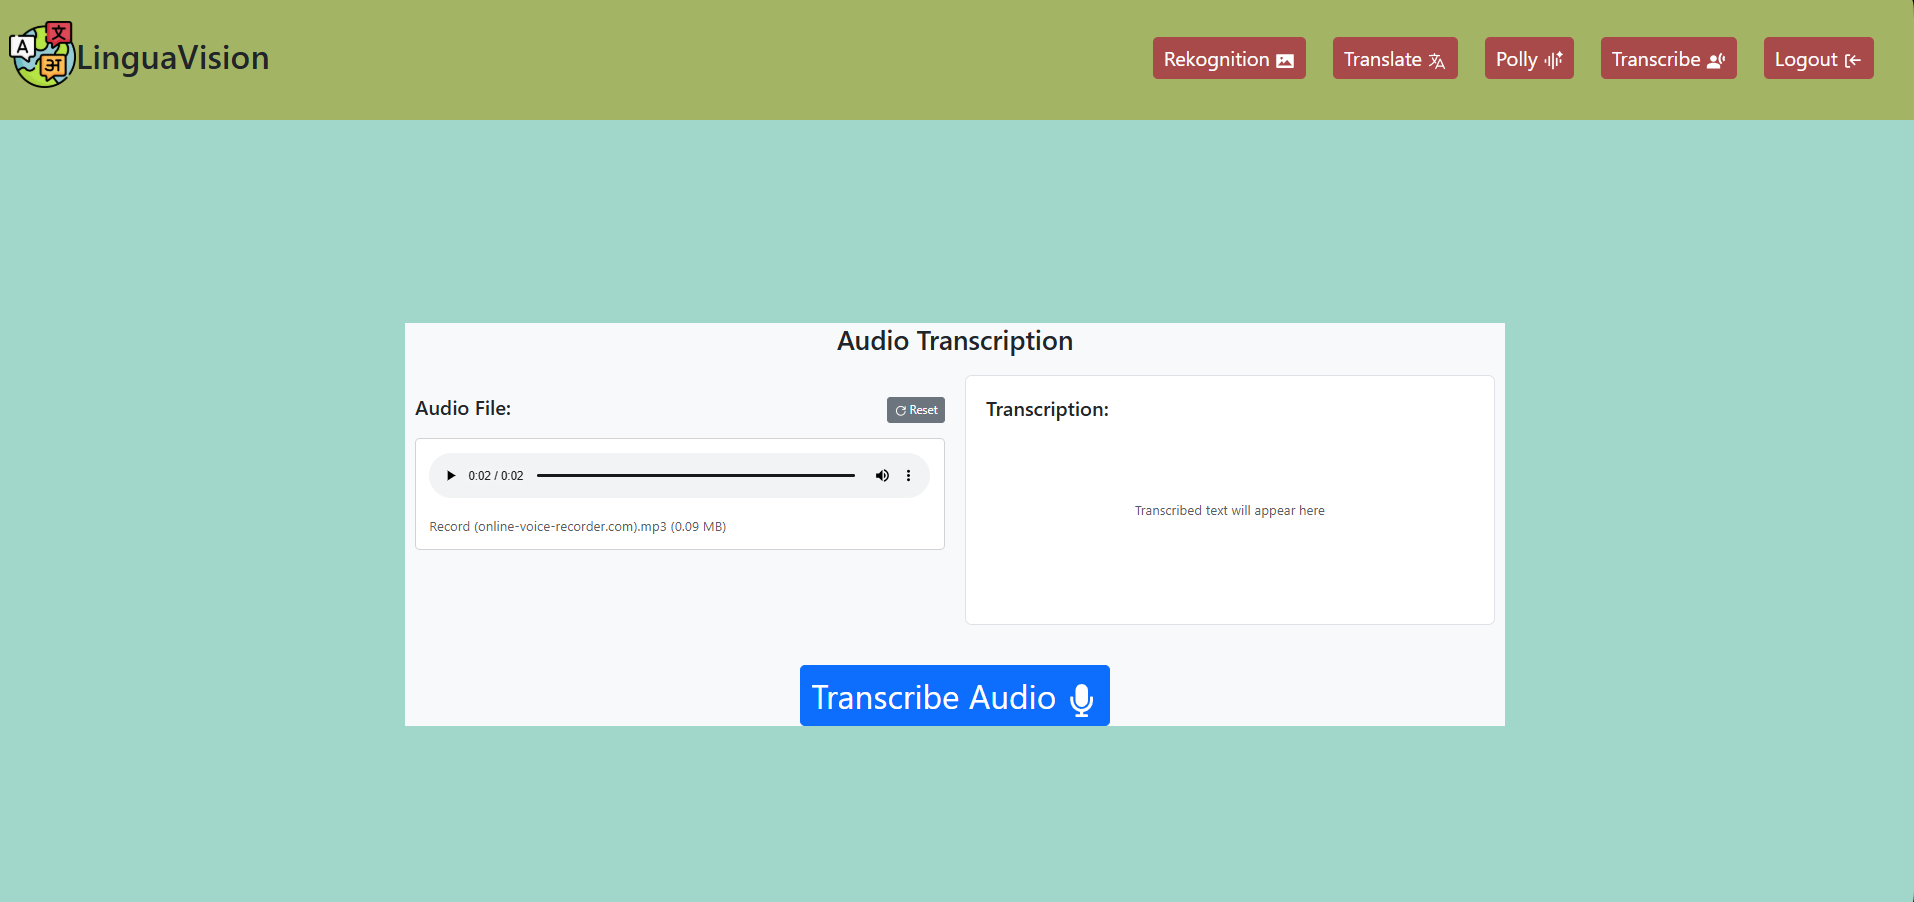 A 文 अ
LinguaVision
Rekognition
Translate
Polly
Transcribe
Logout
Audio Transcription
Audio File:
Reset
0:02 / 0:02
Record (online-voice-recorder.com).mp3 (0.09 MB)
Transcription:
Transcribed text will appear here
Transcribe Audio